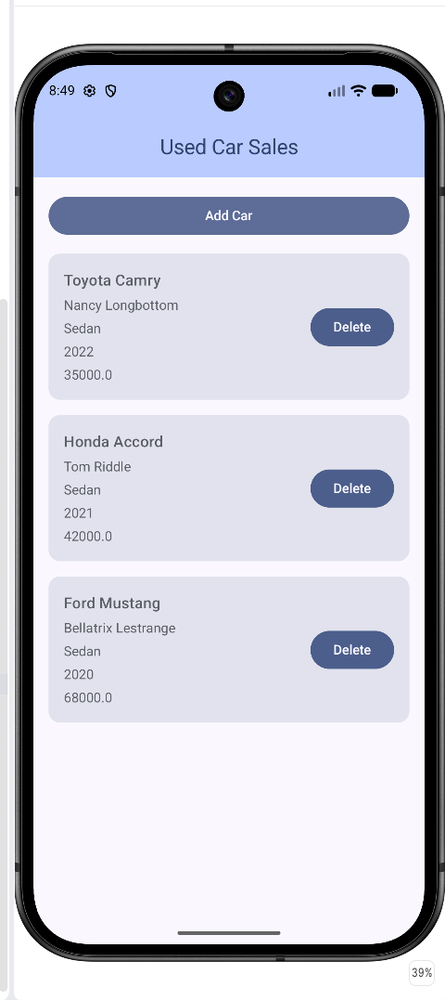 8:49
Used Car Sales
Add Car
Toyota Camry
Nancy Longbottom
Sedan
2022
35000.0
Delete
Honda Accord
Tom Riddle
Sedan
2021
42000.0
Delete
Ford Mustang
Bellatrix Lestrange
Sedan
2020
68000.0
Delete
39%